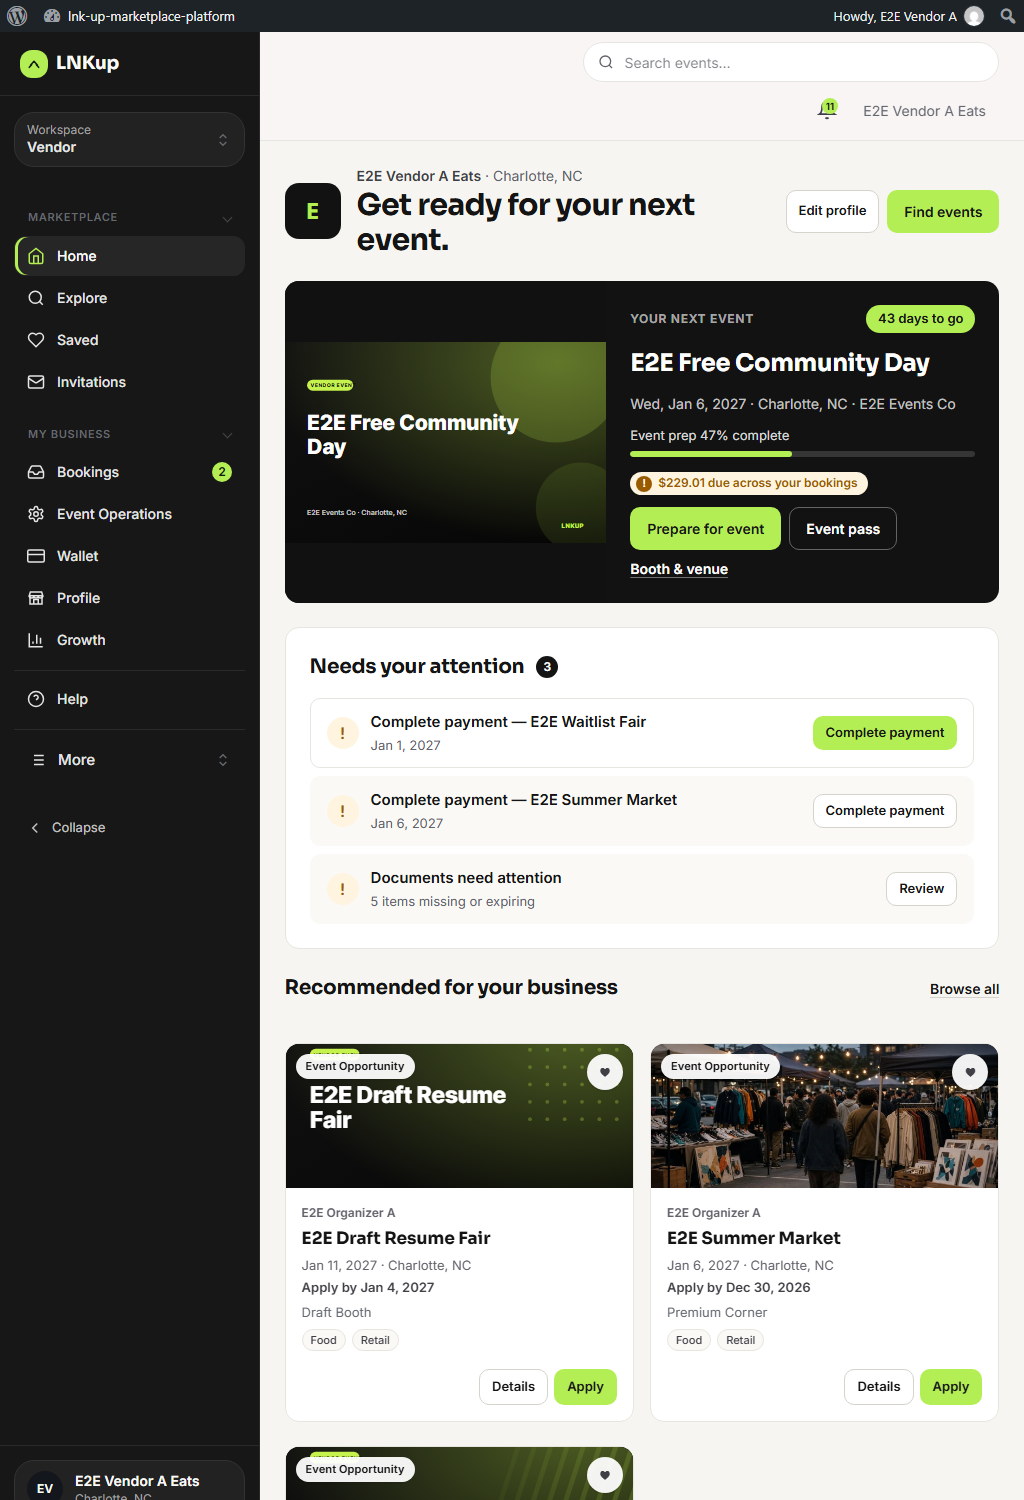 lnk-up-marketplace-platform
Howdy, E2E Vendor A
LNKup
Workspace
Vendor
MARKETPLACE
Home
Explore
Saved
Invitations
MY BUSINESS
Bookings
2
Event Operations
Wallet
Profile
Growth
Help
More
Collapse
EV
E2E Vendor A Eats
Charlotte, NC
Search events...
11
E2E Vendor A Eats
E
E2E Vendor A Eats · Charlotte, NC
Get ready for your next
event.
Edit profile
Find events
VENDOR EVEN
E2E Free Community
Day
E2E Events Co · Charlotte, NC
LNKUP
YOUR NEXT EVENT
43 days to go
E2E Free Community Day
Wed, Jan 6, 2027 · Charlotte, NC · E2E Events Co
Event prep 47% complete
! $229.01 due across your bookings
Prepare for event
Event pass
Booth & venue
Needs your attention
3
!
Complete payment — E2E Waitlist Fair
Jan 1, 2027
Complete payment
!
Complete payment — E2E Summer Market
Jan 6, 2027
Complete payment
!
Documents need attention
5 items missing or expiring
Review
Recommended for your business
Browse all
Event Opportunity
E2E Draft Resume
Fair
E2E Organizer A
E2E Draft Resume Fair
Jan 11, 2027 · Charlotte, NC
Apply by Jan 4, 2027
Draft Booth
Food
Retail
Details
Apply
Event Opportunity
E2E Organizer A
E2E Summer Market
Jan 6, 2027 · Charlotte, NC
Apply by Dec 30, 2026
Premium Corner
Food
Retail
Details
Apply
Event Opportunity